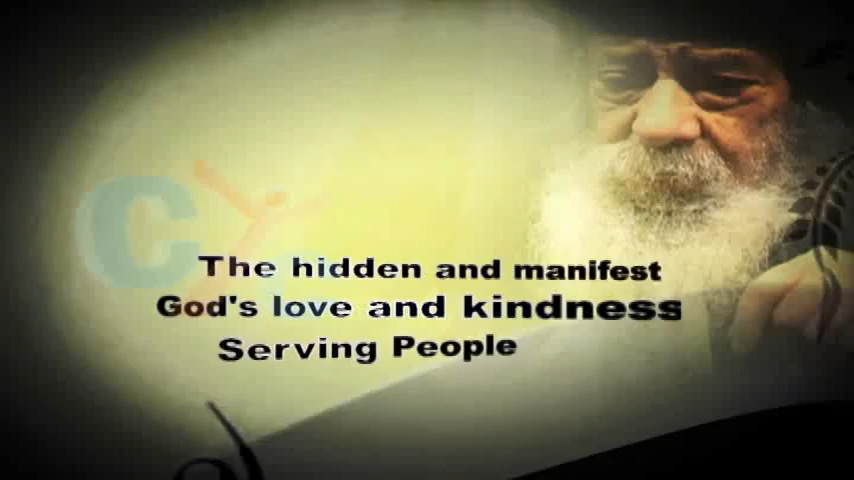 The hidden and manifest
God's love and kindness
Serving People